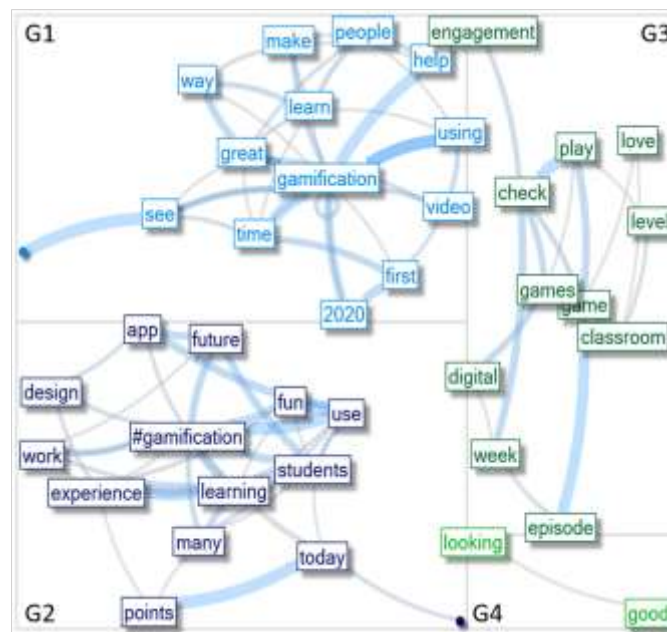 G1
make
people
help
way
learn
great
using
gamification
see
time
video
first
2020
engagement
G3
love
play
check
level
games
game
classroom
digital
week
episode
app
future
design
fun
use
#gamification
work
students
experience
learning
many
today
points
G2
looking
good
G4